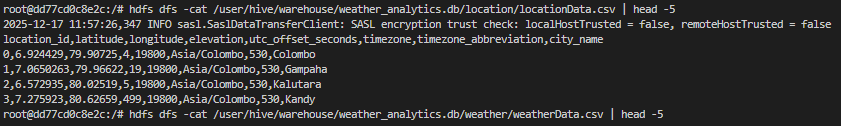 root@dd77cd0c8e2c:/# hdfs dfs -cat /user/hive/warehouse/weather_analytics.db/location/locationData.csv | head -5
2025-12-17 11:57:26,347 INFO sasl.SaslDataTransferClient: SASL encryption trust check: localHostTrusted = false, remoteHostTrusted = false
location_id,latitude,longitude,elevation,utc_offset_seconds,timezone,timezone_abbreviation,city_name
0,6.924429,79.90725,4,19800,Asia/Colombo,530,Colombo
1,7.0650263,79.96622,19,19800,Asia/Colombo,530,Gampaha
2,6.572935,80.02519,5,19800,Asia/Colombo,530,Kalutara
3,7.275923,80.62659,499,19800,Asia/Colombo,530,Kandy
root@dd77cd0c8e2c:/# hdfs dfs -cat /user/hive/warehouse/weather_analytics.db/weather/weatherData.csv | head -5